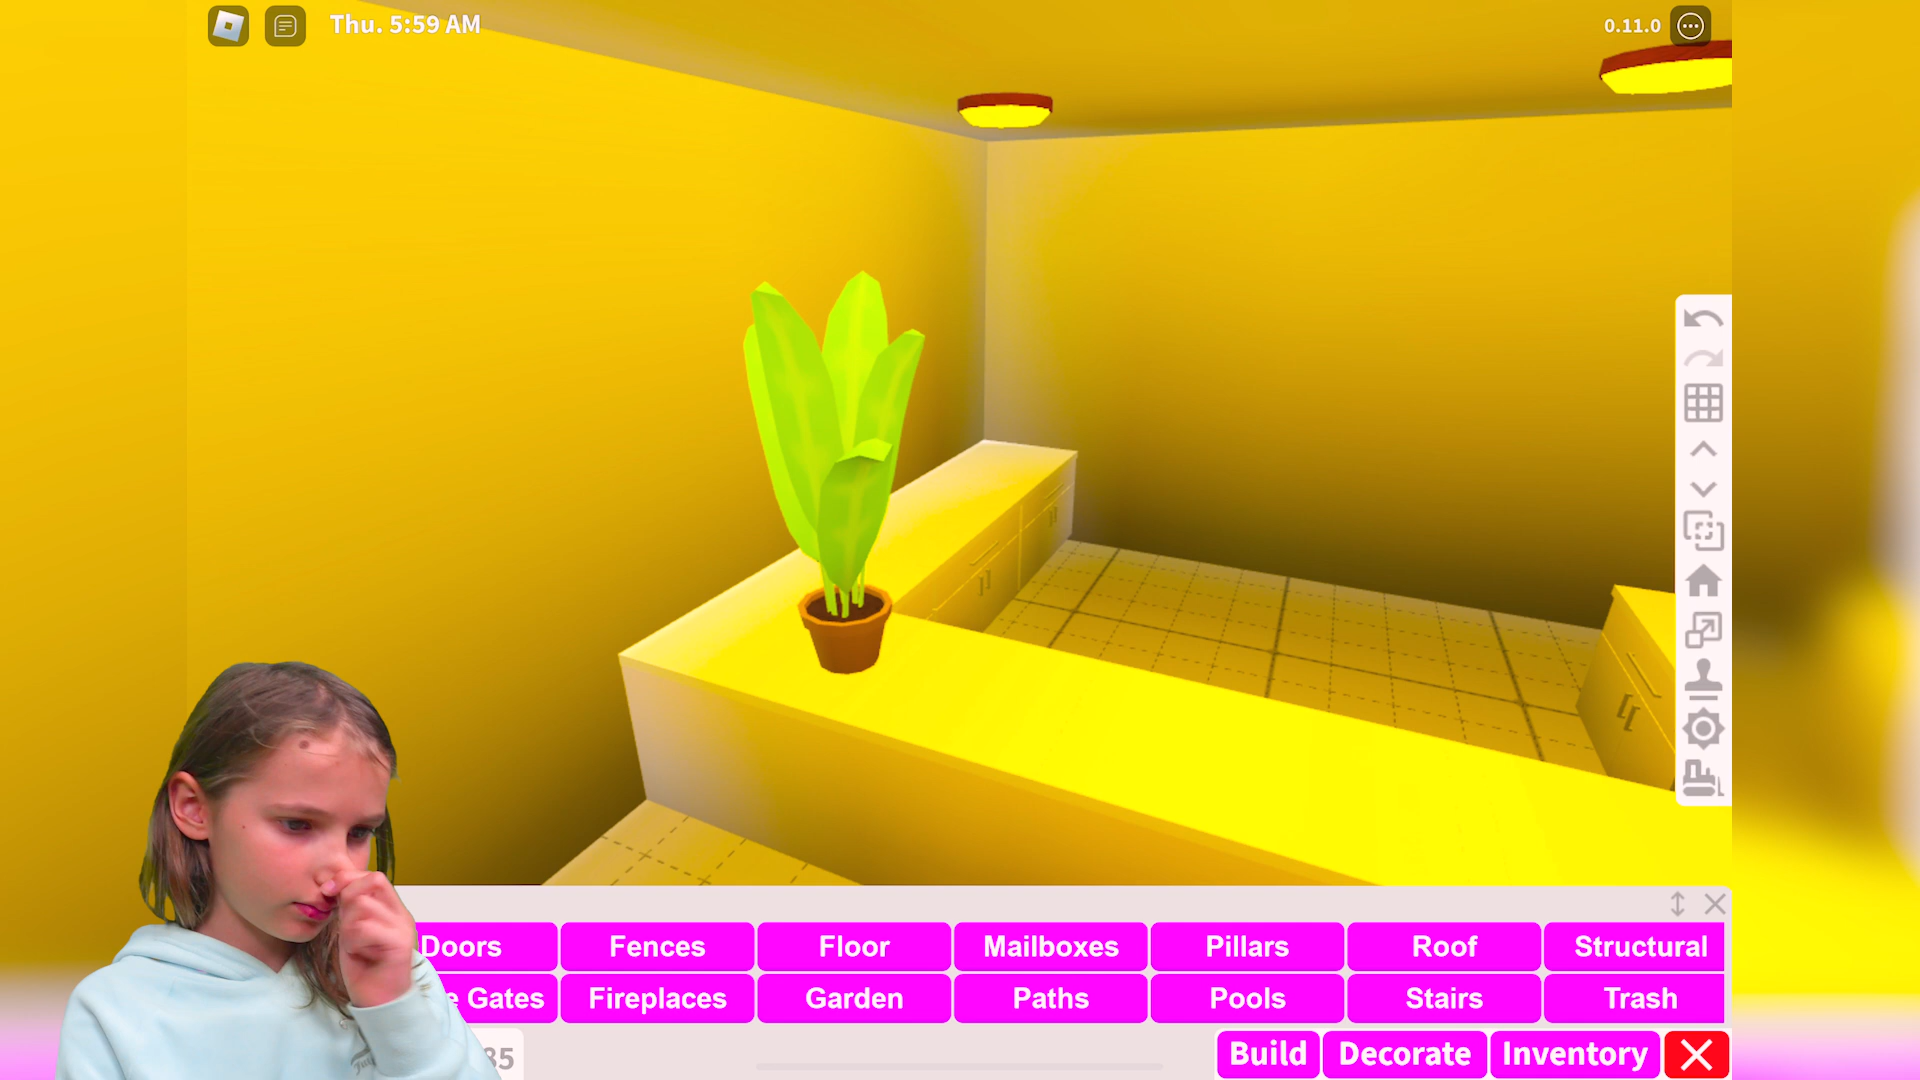 Thu. 5:59 AM
0.11.0
Doors
Fences
Floor
Mailboxes
Pillars
Roof
Structural
Gates
Fireplaces
Garden
Paths
Pools
Stairs
Trash
Build
Decorate
Inventory